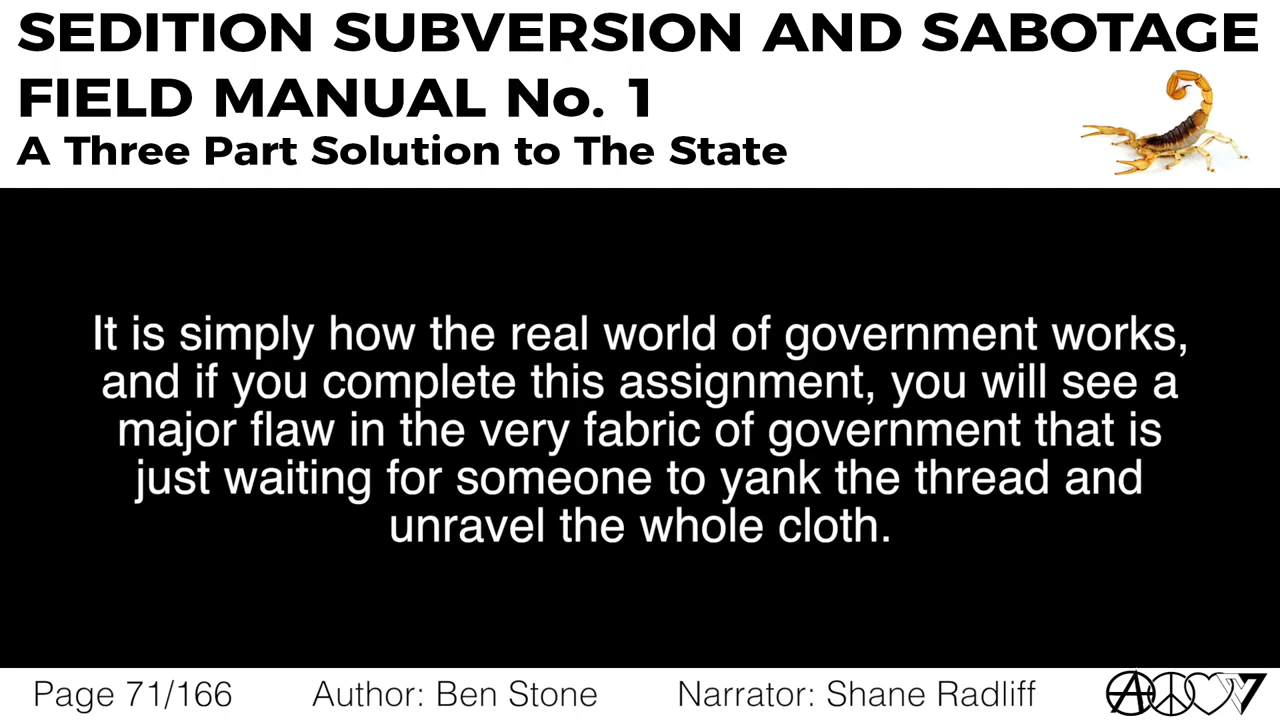 SEDITION SUBVERSION AND SABOTAGE
FIELD MANUAL No. 1
A Three Part Solution to The State
It is simply how the real world of government works,
and if you complete this assignment, you will see a
major flaw in the very fabric of government that is
just waiting for someone to yank the thread and
unravel the whole cloth.
Page 71/166 Author: Ben Stone Narrator: Shane Radliff